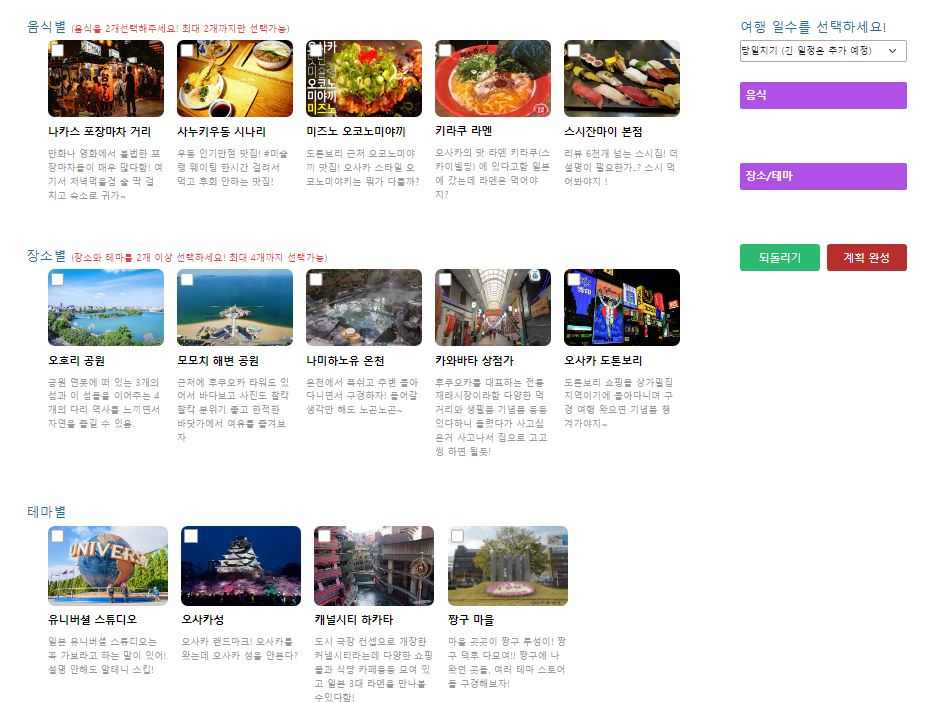 음식별 (음식을 2개선택해주세요! 최대 2개까지만 선택가능)
나카스 포장마차 거리
만화나 영화에서 볼법한 포
장마차들이 매우 많다함! 여
기서 저녁먹을겸 술 딱 걸
치고 숙소로 귀가~
사누키우동 시나리
우동 인기만점 맛집! #미슐
랭 웨이팅 한시간 걸려서
먹고 후회 안하는 맛집!
오사카
미즈노
미슐랭
오코노
미야끼
미즈노
미즈노 오코노미야끼
도톤보리 근처 오코노미야
끼 맛집! 오사카 스타일 오
코노미야키는 뭐가 다를까?
키라쿠 라멘
오사카의 맛 라멘 키라쿠(스
카이빌딩) 에 있다고함 일본
에 갔는데 라멘은 먹어야
지?
스시잔마이 본점
리뷰 6천개 넘는 스시집! 더
설명이 필요한가..? 스시 먹
어봐야지 !
장소별 (장소와 테마를 2개 이상 선택하세요! 최대 4개까지 선택가능)
오호리 공원
공원 연못에 떠 있는 3개의
섬과 이 섬들을 이어주는 4
개의 다리 역사를 느끼면서
자연을 즐길 수 있음.
모모치 해변 공원
근처에 후쿠오카 타워도 있
어서 바다보고 사진도 찰칵
찰칵 분위기 좋고 한적한
바닷가에서 여유를 즐겨보
자
나미하노유 온천
온천에서 푹쉬고 주변 돌아
다니면서 구경하자! 들어갈
생각만 해도 노곤노곤~
카와바타 상점가
후쿠오카를 대표하는 전통
재래시장이라함 다양한 먹
거리와 생필품 기념품 등등
있다하니 들렸다가 사고싶
은거 사고나서 집으로 고고
씽 하면 될듯!
오사카 도톤보리
도톤보리 쇼핑몰 상가밀집
지역이기에 돌아다니며 구
경 여행 왔으면 기념품 챙
겨가야지~
테마별
UNIVERSAL
유니버셜 스튜디오
일본 유니버셜 스튜디오는
꼭 가보라고 하는 말이 있어!
설명 안해도 알테니 스킵!
오사카성
오사카 랜드마크! 오사카를
왔는데 오사카 성을 안본다?
캐널시티 하카타
도시 극장 컨셉으로 개장한
커낼시티라는데 다양한 쇼핑
몰과 식당 카페등등 모여 있
고 일본 3대 라멘을 만나볼
수있다함!
짱구 마을
마을 곳곳이 짱구 투성이! 짱
구 덕후 다모여!! 짱구에 나
왔던 곳들, 여러 테마 스토어
를 구경해보자!
여행 일수를 선택하세요!
당일치기 (긴 일정은 추가 예정)
음식
장소/테마
되돌리기
계획 완성